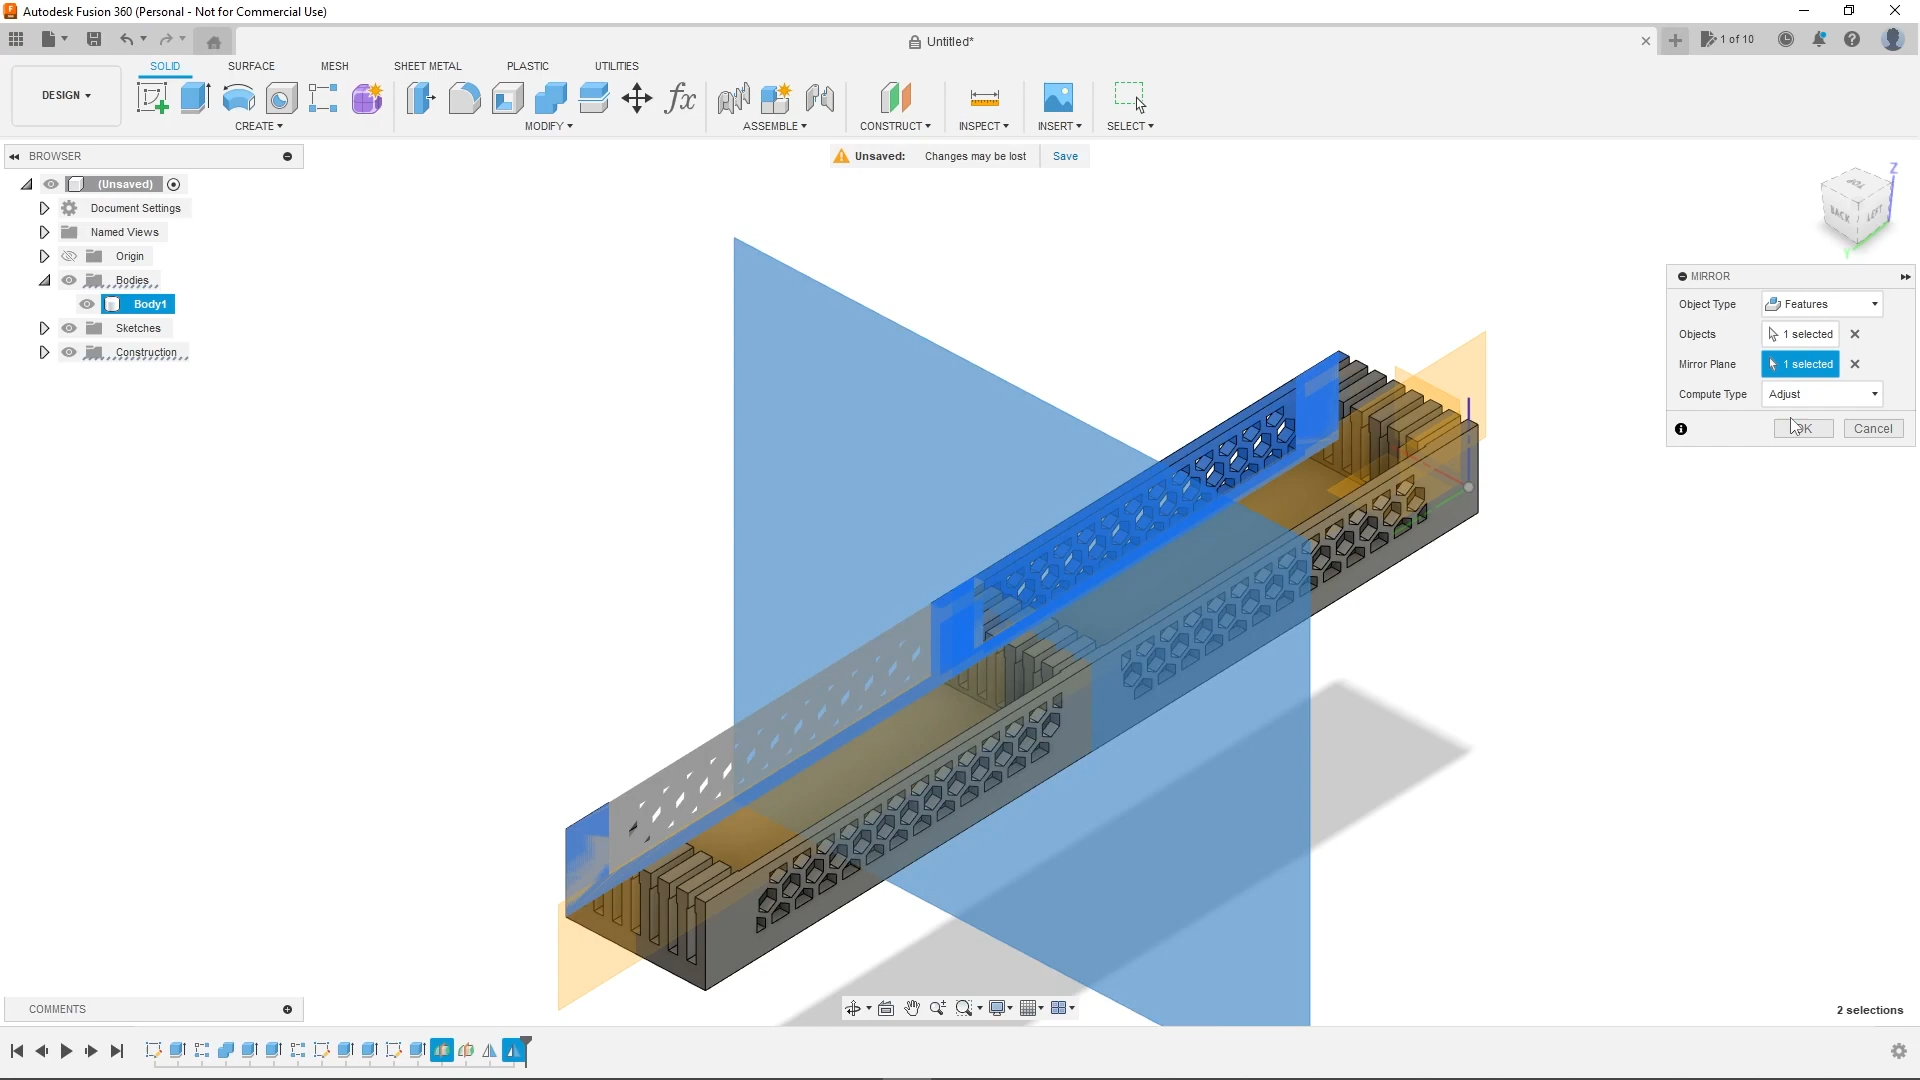 Autodesk Fusion 360 (Personal - Not for Commercial Use)
Untitled*
1 of 10
DESIGN
SOLID SURFACE MESH SHEET METAL PLASTIC UTILITIES
CREATE MODIFY ASSEMBLE CONSTRUCT INSPECT INSERT SELECT
BROWSER
Unsaved: Changes may be lost Save
(Unsaved)
Document Settings
Named Views
Origin
Bodies
Body1
Sketches
Construction
TOP
BACK
LEFT
Z
Y
MIRROR
Object Type Features
Objects 1 selected
Mirror Plane 1 selected
Compute Type Adjust
OK Cancel
COMMENTS
2 selections